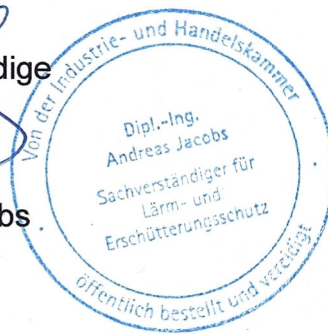 dige
bs
Von der Industrie- und Handelskammer
Dipl.-Ing.
Andreas Jacobs
Sachverständiger für
Lärm- und
Erschütterungsschutz
öffentlich bestellt und vereidigt